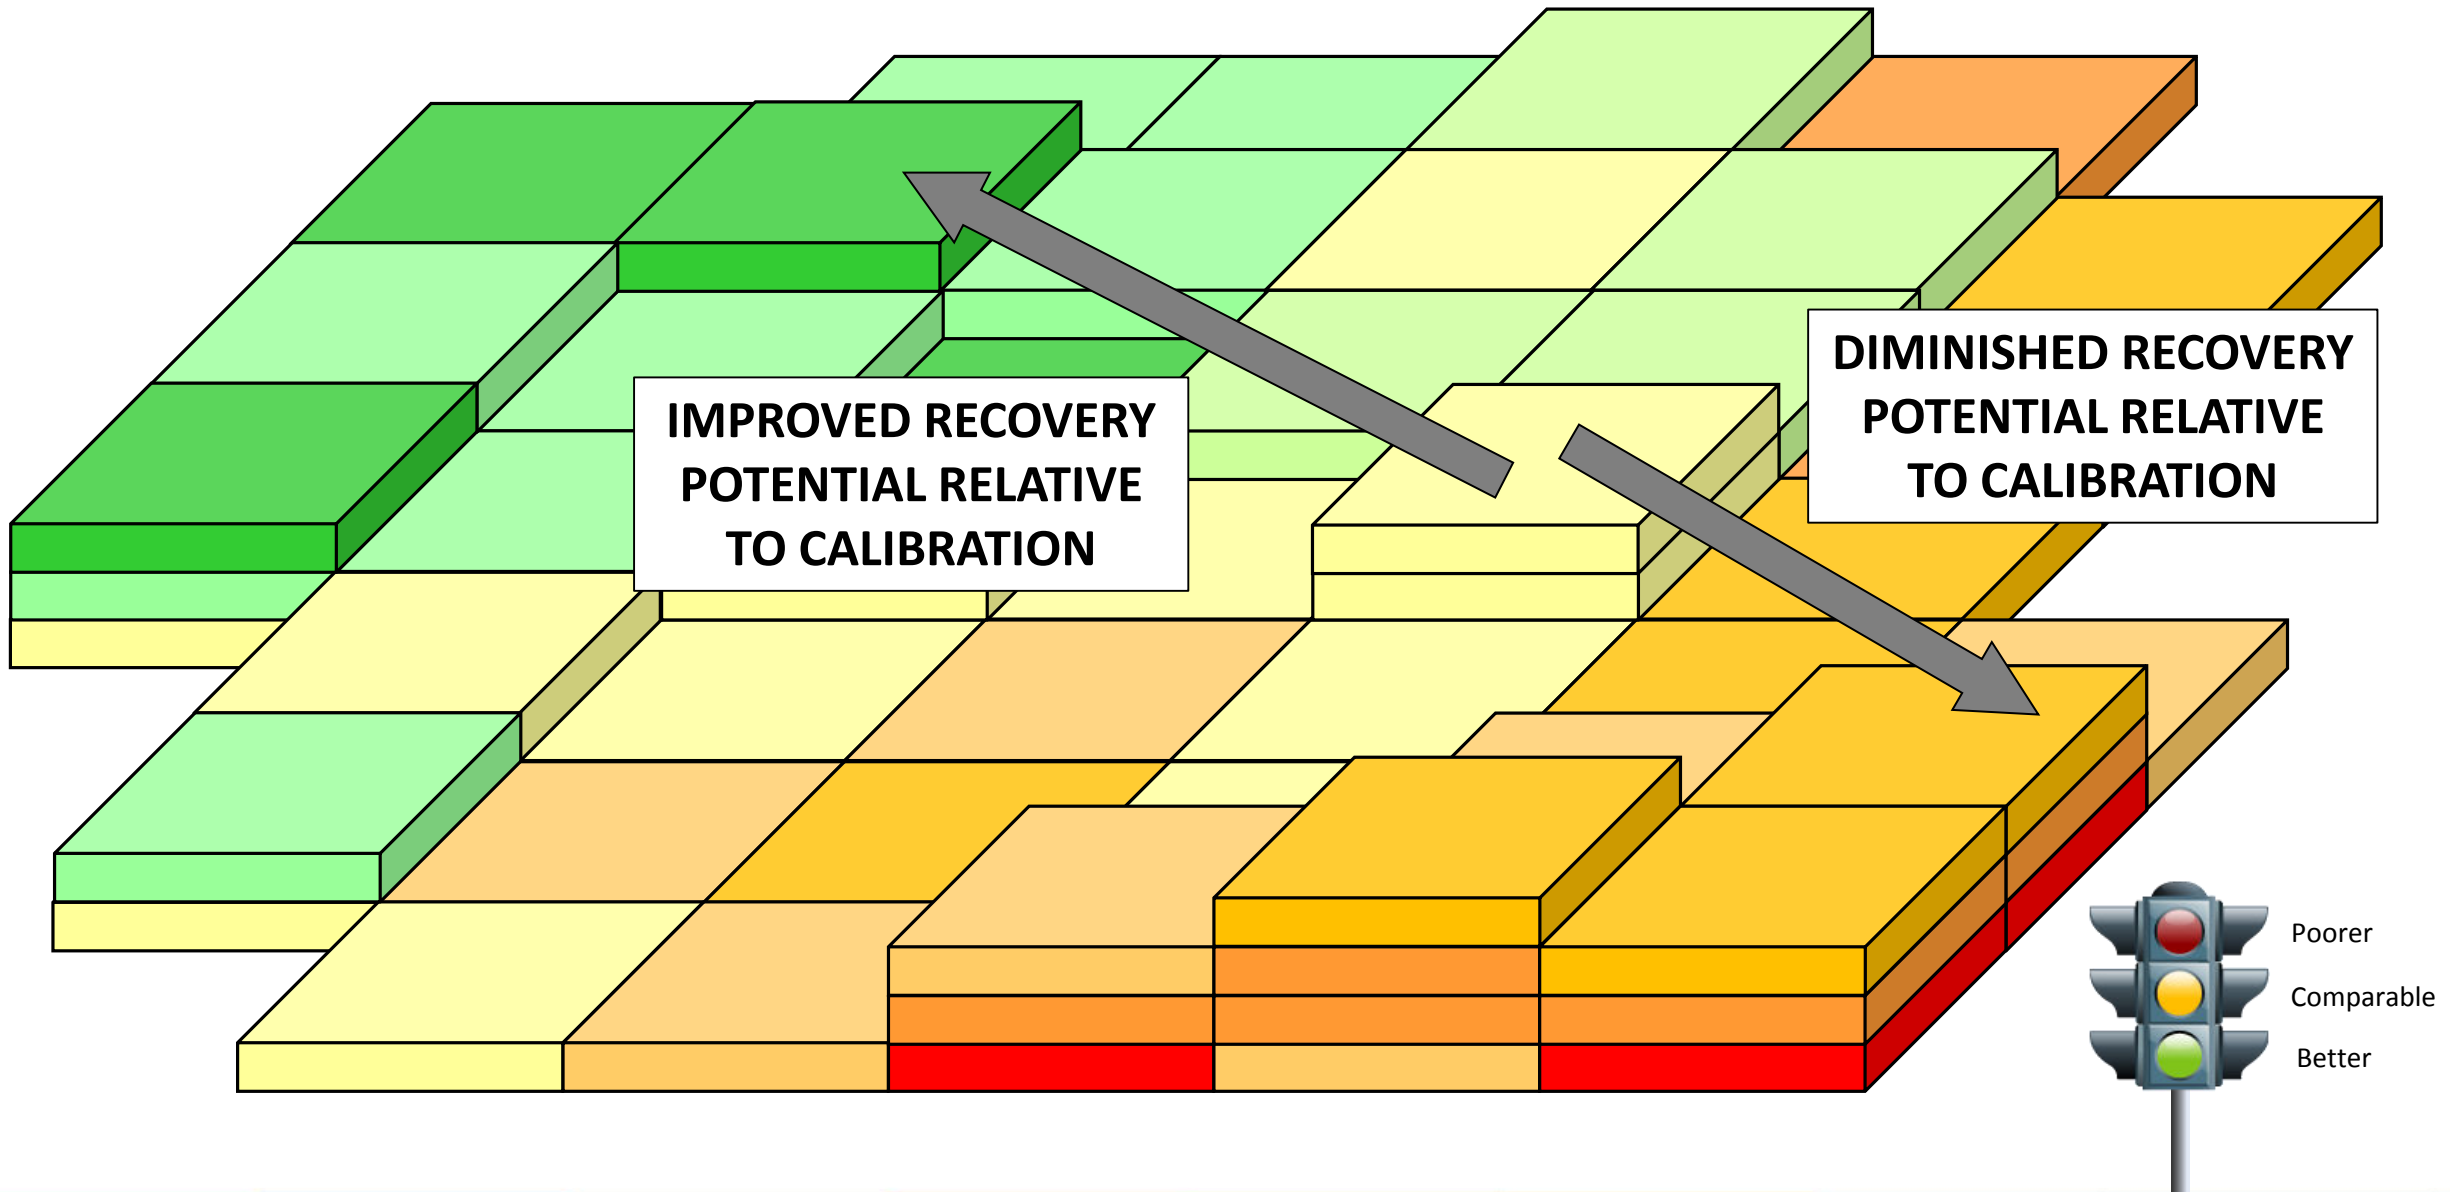 DIMINISHED RECOVERY
POTENTIAL RELATIVE
TO CALIBRATION
IMPROVED RECOVERY
POTENTIAL RELATIVE
TO CALIBRATION
Poorer
Comparable
Better